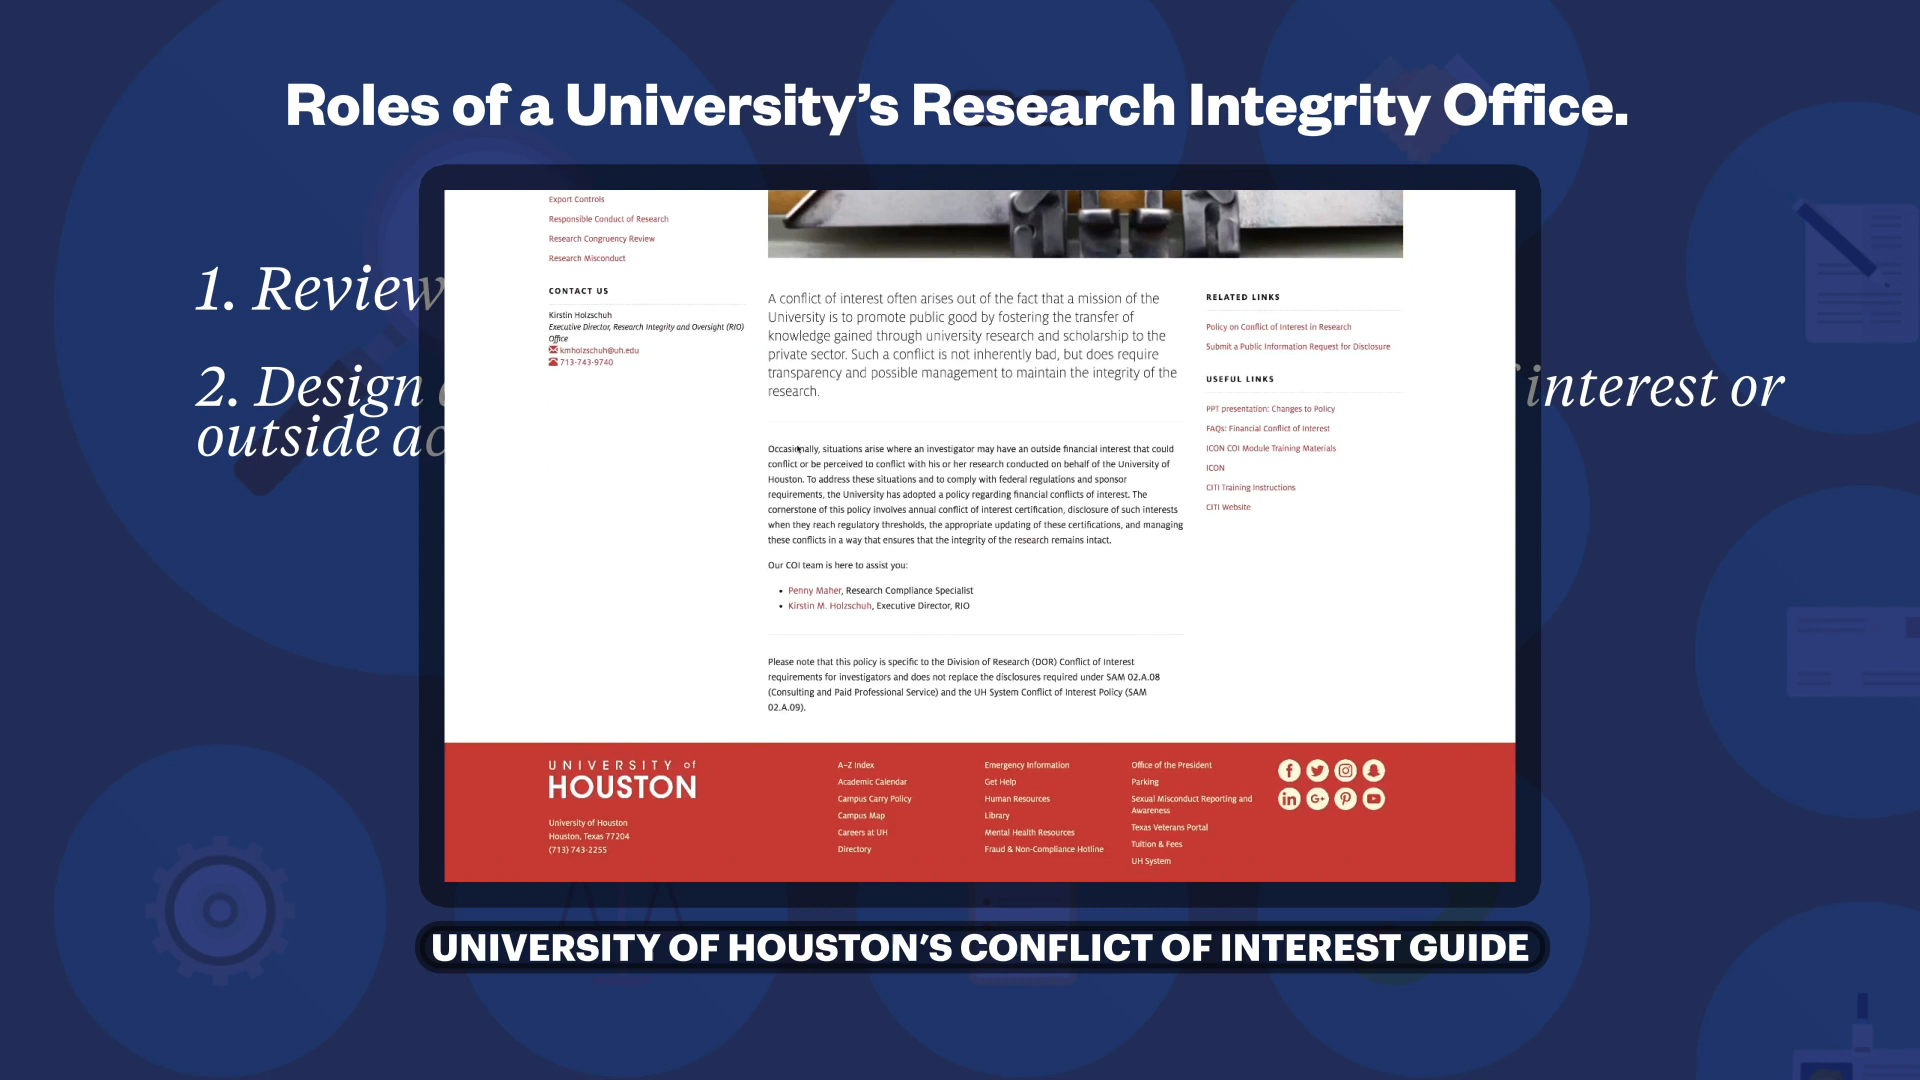 Roles of a University’s Research Integrity Office.
1. Review
2. Design
interest or
outside
Export Controls
Responsible Conduct of Research
Research Congruency Review
Research Misconduct
CONTACT US
Kirstin Holzschuh
Executive Director, Research Integrity and Oversight (RIO)
Office
kmholzschuh@uh.edu
713-743-9740
A conflict of interest often arises out of the fact that a mission of the
University is to promote public good by fostering the transfer of
knowledge gained through university research and scholarship to the
private sector. Such a conflict is not inherently bad, but does require
transparency and possible management to maintain the integrity of the
research.
Occasionally, situations arise where an investigator may have an outside financial interest that could
conflict or be perceived to conflict with his or her research conducted on behalf of the University of
Houston. To address these situations and to comply with federal regulations and sponsor
requirements, the University has adopted a policy regarding financial conflicts of interest. The
cornerstone of this policy involves annual conflict of interest certification, disclosure of such interests
when they reach regulatory thresholds, the appropriate updating of these certifications, and managing
these conflicts in a way that ensures that the integrity of the research remains intact.
Our COI team is here to assist you:
• Penny Maher, Research Compliance Specialist
• Kirstin M. Holzschuh, Executive Director, RIO
Please note that this policy is specific to the Division of Research (DOR) Conflict of Interest
requirements for investigators and does not replace the disclosures required under SAM 02.A.08
(Consulting and Paid Professional Service) and the UH System Conflict of Interest Policy (SAM
02.A.09).
RELATED LINKS
Policy on Conflict of Interest in Research
Submit a Public Information Request for Disclosure
USEFUL LINKS
PPT presentation: Changes to Policy
FAQs: Financial Conflict of Interest
ICON COI Module Training Materials
ICON
CITI Training Instructions
CITI Website
UNIVERSITY of
HOUSTON
University of Houston
Houston, Texas 77204
(713) 743-2255
A-Z Index
Academic Calendar
Campus Carry Policy
Campus Map
Careers at UH
Directory
Emergency Information
Get Help
Human Resources
Library
Mental Health Resources
Fraud & Non-Compliance Hotline
Office of the President
Parking
Sexual Misconduct Reporting and
Awareness
Texas Veterans Portal
Tuition & Fees
UH System
UNIVERSITY OF HOUSTON’S CONFLICT OF INTEREST GUIDE